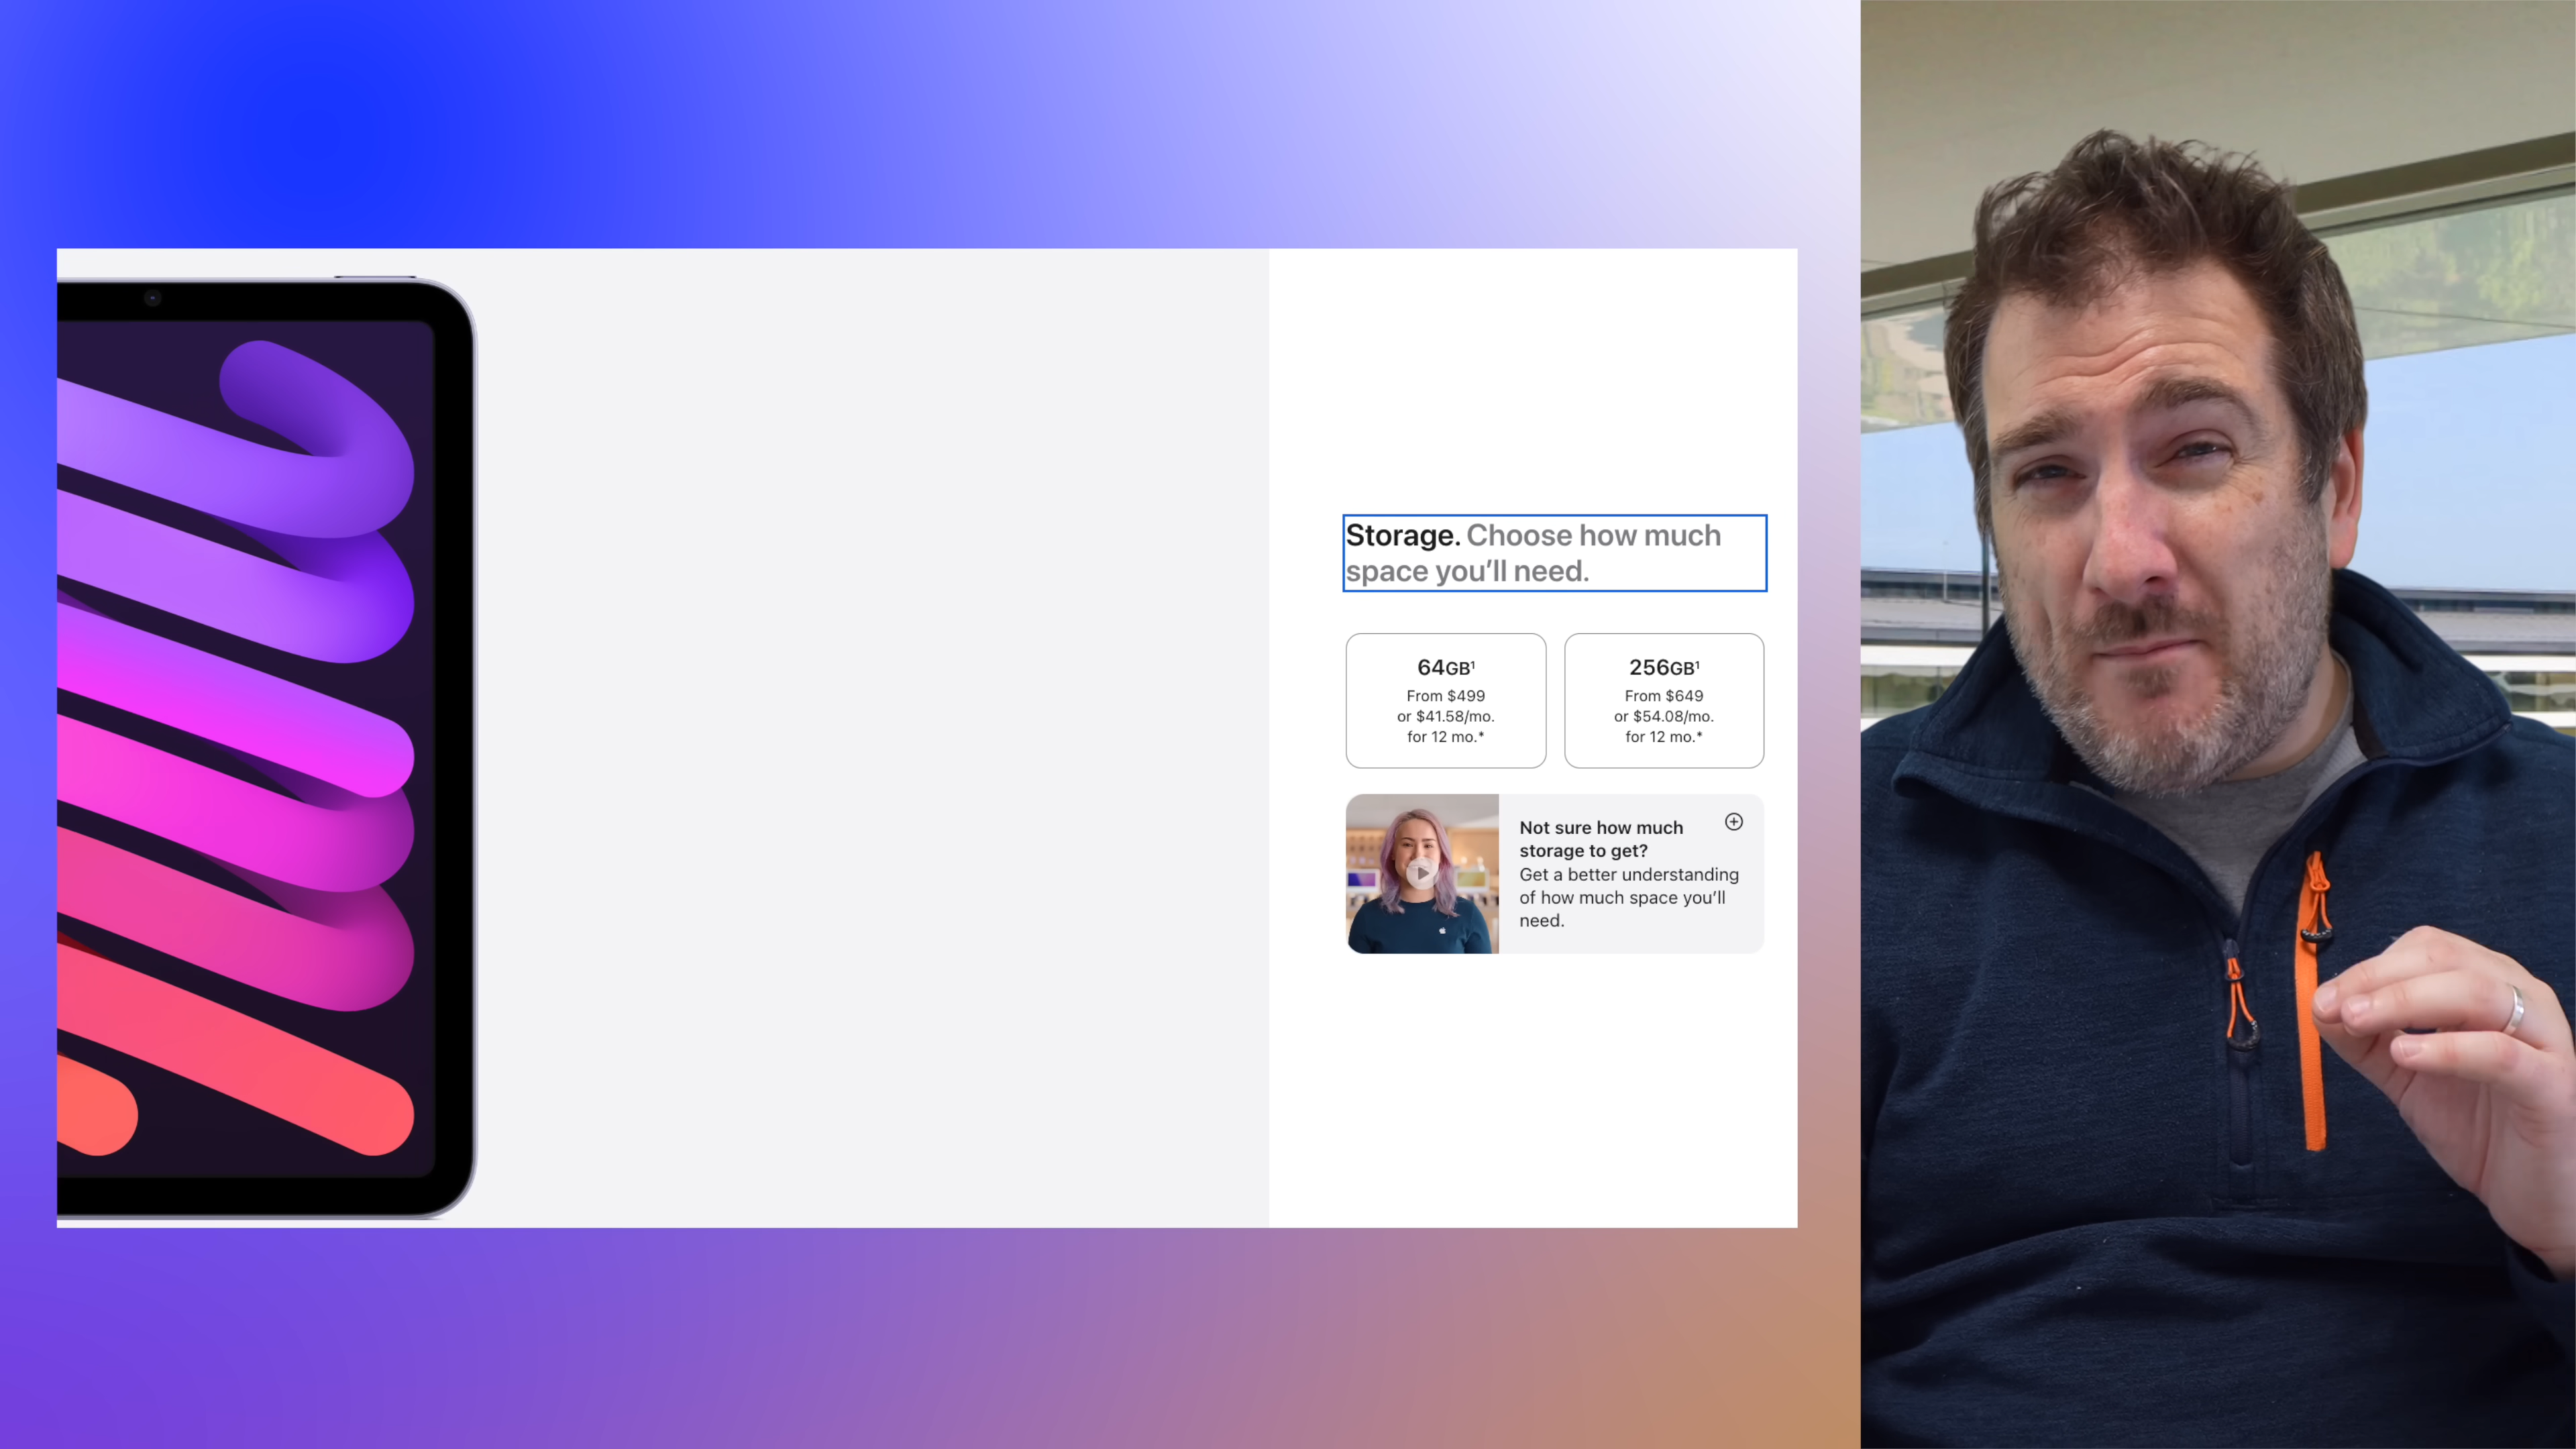 Storage. Choose how much
space you’ll need.
64GB¹
From $499
or $41.58/mo.
for 12 mo.*
256GB¹
From $649
or $54.08/mo.
for 12 mo.*
Not sure how much
storage to get?
Get a better understanding
of how much space you’ll
need.